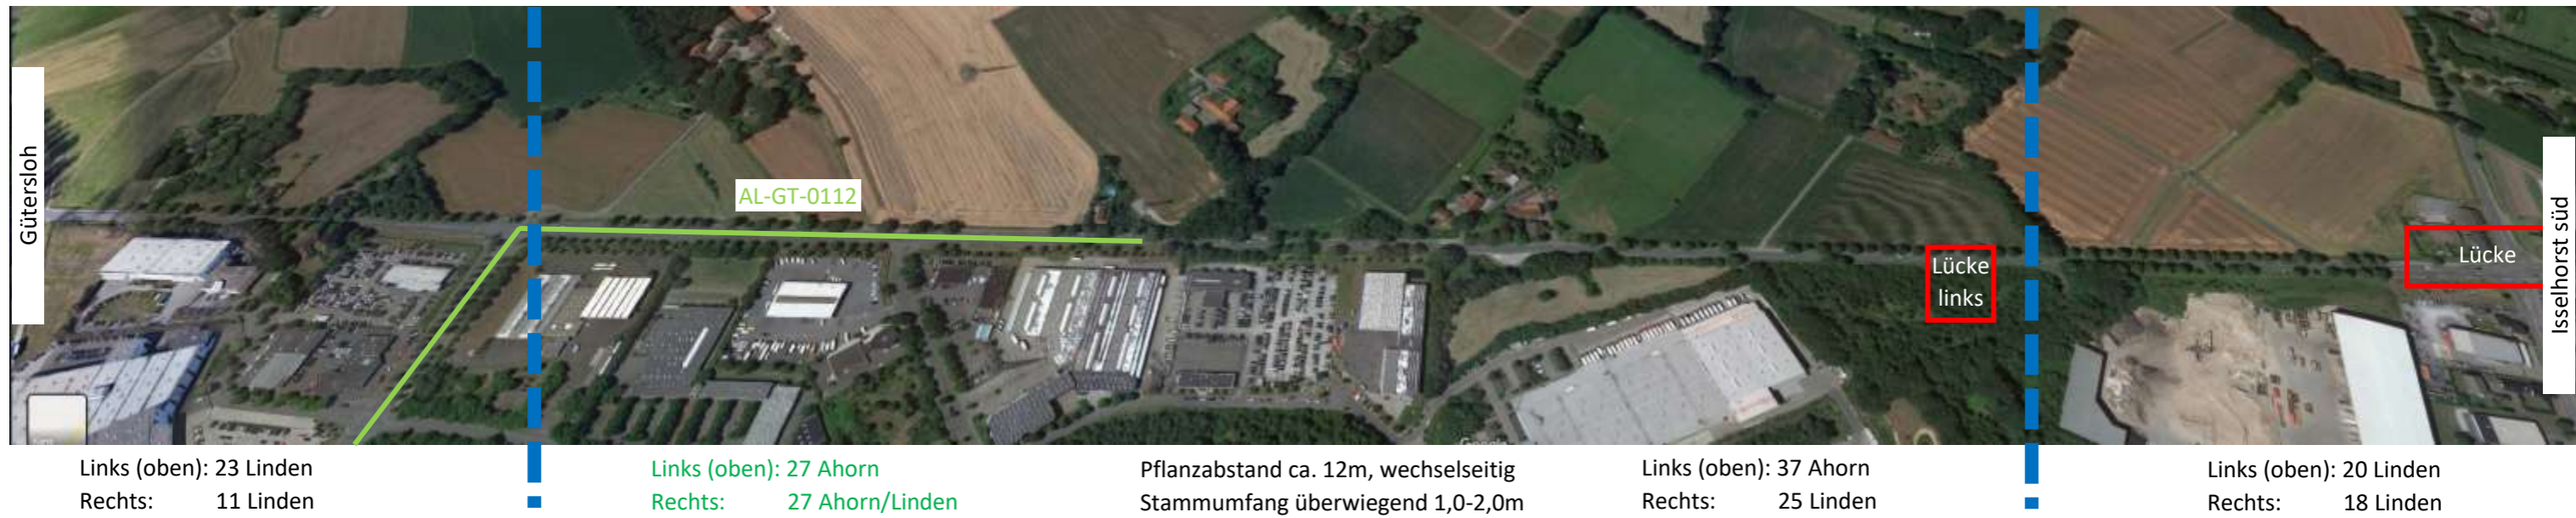 Gütersloh
AL-GT-0112
Lücke
links
Lücke
Isselhorst süd
Links (oben): 23 Linden
Rechts: 11 Linden
Links (oben): 27 Ahorn
Rechts: 27 Ahorn/Linden
Pflanzabstand ca. 12m, wechselseitig
Stammumfang überwiegend 1,0-2,0m
Links (oben): 37 Ahorn
Rechts: 25 Linden
Links (oben): 20 Linden
Rechts: 18 Linden